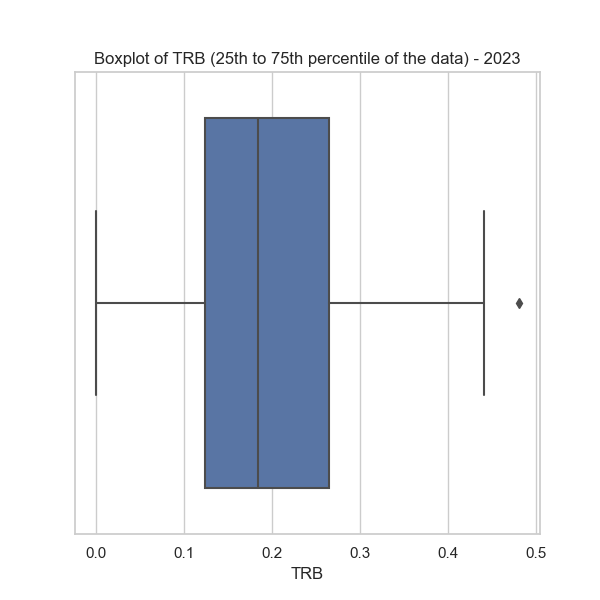 Boxplot of TRB (25th to 75th percentile of the data) - 2023
0.0 0.1 0.2 0.3 0.4 0.5
TRB